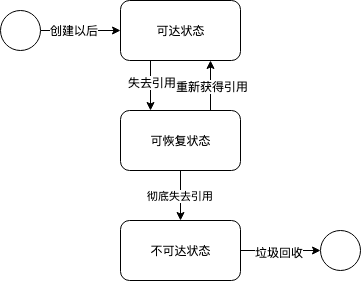 创建以后
可达状态
失去引用
重新获得引用
可恢复状态
彻底失去引用
不可达状态
垃圾回收